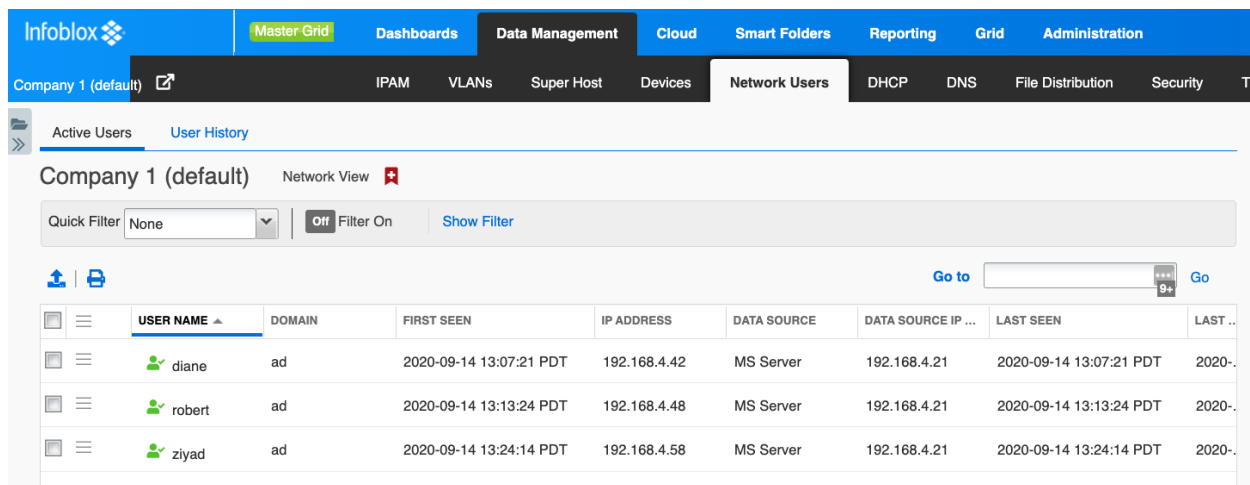 Infoblox Master Grid Dashboards Data Management Cloud Smart Folders Reporting Grid Administration
Company 1 (default) IPAM VLANs Super Host Devices Network Users DHCP DNS File Distribution Security T
Active Users User History
Company 1 (default) Network View
Quick Filter None Off Filter On Show Filter
Go to 9+ Go
USER NAME DOMAIN FIRST SEEN IP ADDRESS DATA SOURCE DATA SOURCE IP ... LAST SEEN LAST ..
diane ad 2020-09-14 13:07:21 PDT 192.168.4.42 MS Server 192.168.4.21 2020-09-14 13:07:21 PDT 2020-.
robert ad 2020-09-14 13:13:24 PDT 192.168.4.48 MS Server 192.168.4.21 2020-09-14 13:13:24 PDT 2020-.
ziyad ad 2020-09-14 13:24:14 PDT 192.168.4.58 MS Server 192.168.4.21 2020-09-14 13:24:14 PDT 2020-.